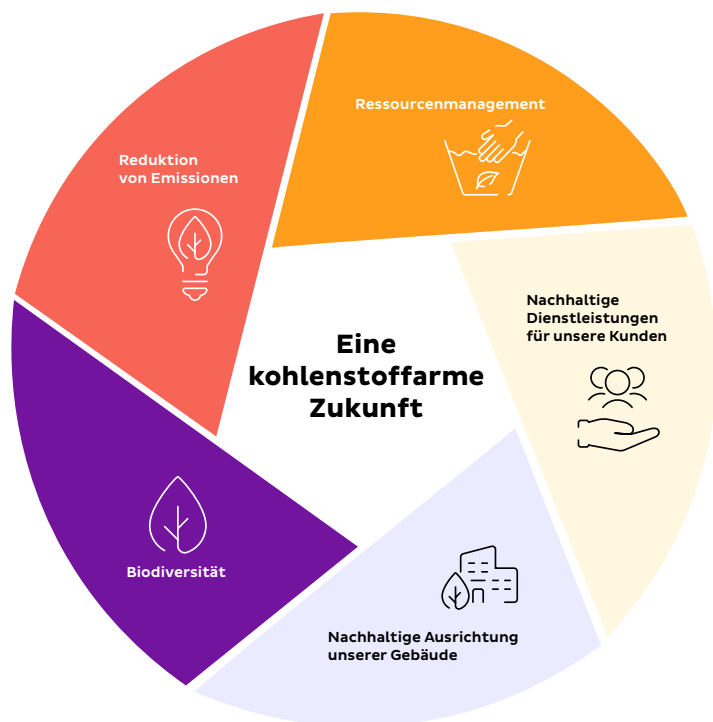 Ressourcenmanagement
Reduktion
von Emissionen
Nachhaltige
Dienstleistungen
für unsere Kunden
Eine
kohlenstoffarme
Zukunft
Biodiversität
Nachhaltige Ausrichtung
unserer Gebäude